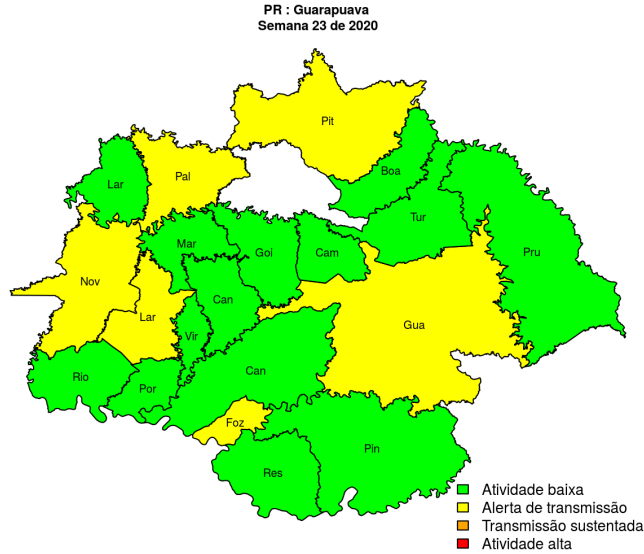 PR : Guarapuava
Semana 23 de 2020
Pit
Boa
Lar
Pal
Tur
Mar
Goi
Cam
Pru
Nov
Can
Lar
Gua
Vir
Rio
Can
Por
Foz
Pin
Res
Atividade baixa
Alerta de transmissão
Transmissão sustentada
Atividade alta